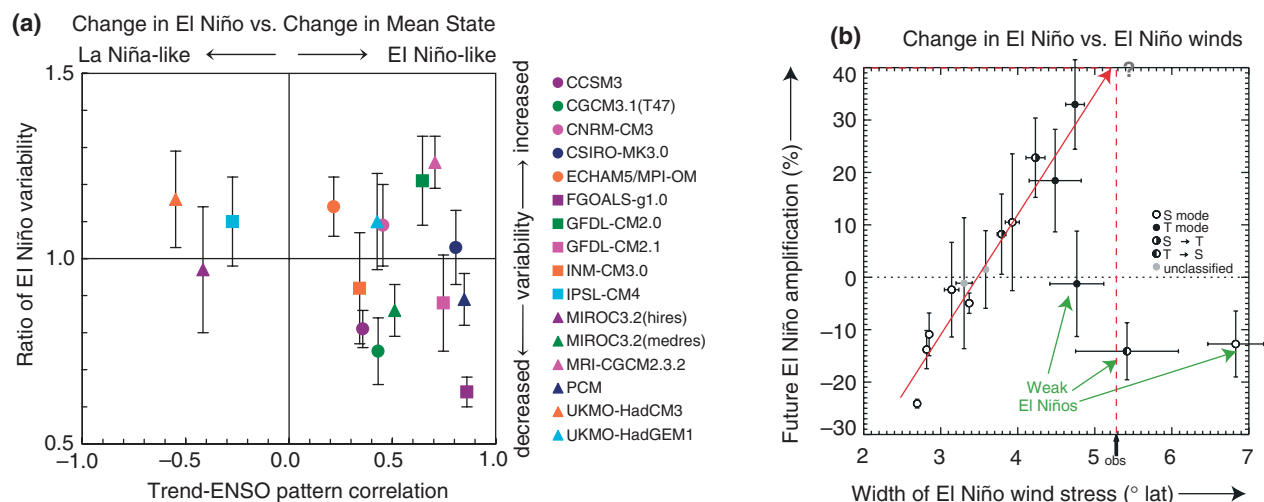 (a)
Change in El Niño vs. Change in Mean State
La Niña-like ← → El Niño-like
Ratio of El Niño variability
1.5
1.0
0.5
−1.0 −0.5 0.0 0.5 1.0
Trend-ENSO pattern correlation
decreased ← variability → increased
CCSM3
CGCM3.1(T47)
CNRM-CM3
CSIRO-MK3.0
ECHAM5/MPI-OM
FGOALS-g1.0
GFDL-CM2.0
GFDL-CM2.1
INM-CM3.0
IPSL-CM4
MIROC3.2(hires)
MIROC3.2(medres)
MRI-CGCM2.3.2
PCM
UKMO-HadCM3
UKMO-HadGEM1
(b)
Change in El Niño vs. El Niño winds
Future El Niño amplification (%)
40
30
20
10
0
−10
−20
−30
?
S mode
T mode
S → T
T → S
unclassified
Weak
El Niños
2 3 4 5 obs 6 7
Width of El Niño wind stress (° lat)